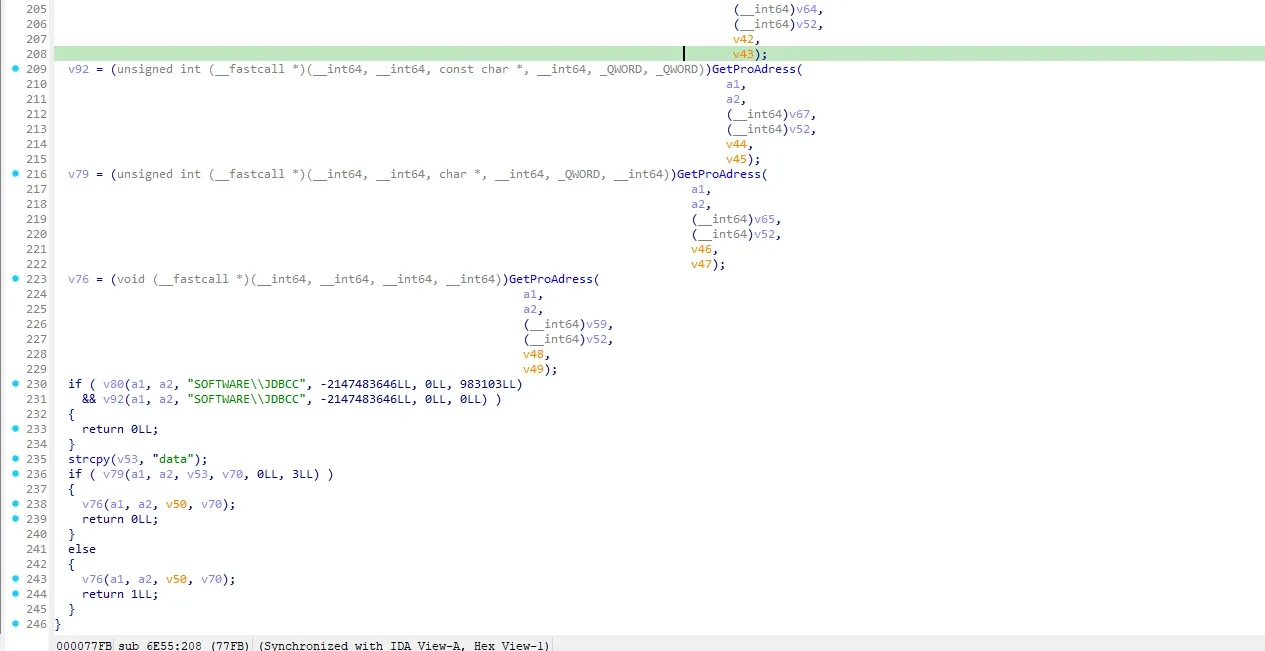 205 (__int64)v64,
206 (__int64)v52,
207 v42,
208 v43);
209 v92 = (unsigned int (__fastcall *)(__int64, __int64, const char *, __int64, _QWORD, _QWORD))GetProAdress(
210 a1,
211 a2,
212 (__int64)v67,
213 (__int64)v52,
214 v44,
215 v45);
216 v79 = (unsigned int (__fastcall *)(__int64, __int64, char *, __int64, _QWORD, __int64))GetProAdress(
217 a1,
218 a2,
219 (__int64)v65,
220 (__int64)v52,
221 v46,
222 v47);
223 v76 = (void (__fastcall *)(__int64, __int64, __int64, __int64))GetProAdress(
224 a1,
225 a2,
226 (__int64)v59,
227 (__int64)v52,
228 v48,
229 v49);
230 if ( v80(a1, a2, "SOFTWARE\\JDBCC", -2147483646LL, 0LL, 983103LL)
231 && v92(a1, a2, "SOFTWARE\\JDBCC", -2147483646LL, 0LL, 0LL) )
232 {
233 return 0LL;
234 }
235 strcpy(v53, "data");
236 if ( v79(a1, a2, v53, v70, 0LL, 3LL) )
237 {
238 v76(a1, a2, v50, v70);
239 return 0LL;
240 }
241 else
242 {
243 v76(a1, a2, v50, v70);
244 return 1LL;
245 }
246 }
000077FB sub_6E55:208 (77FB) (Synchronized with IDA View-A, Hex View-1)